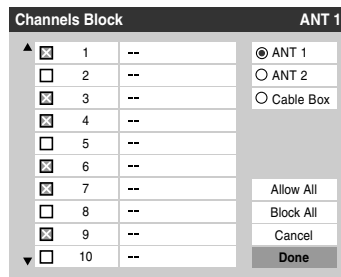 Channels Block ANT 1
1 -- ANT 1
2 -- ANT 2
3 -- Cable Box
4 --
5 --
6 --
7 -- Allow All
8 -- Block All
9 -- Cancel
10 -- Done